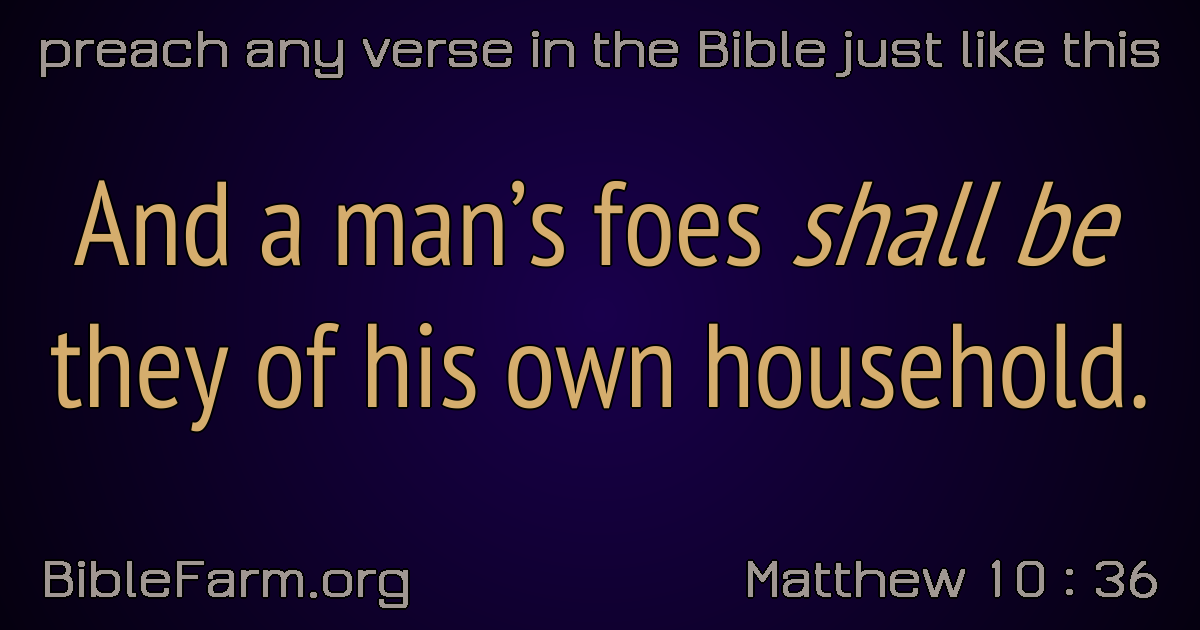 preach any verse in the Bible just like this
And a man’s foes shall be
they of his own household.
BibleFarm.org
Matthew 10 : 36